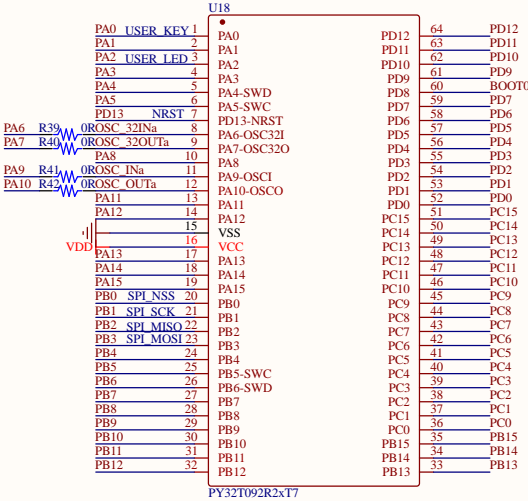 U18
PA0 USER_KEY 1 PA0 PD12 64 PD12
PA1 2 PA1 PD11 63 PD11
PA2 USER_LED 3 PA2 PD10 62 PD10
PA3 4 PA3 PD9 61 PD9
PA4 5 PA4-SWD PD8 60 BOOT0
PA5 6 PA5-SWC PD7 59 PD7
PD13 NRST 7 PD13-NRST PD6 58 PD6
PA6 R39 0R OSC_32INa 8 PA6-OSC32I PD5 57 PD5
PA7 R40 0R OSC_32OUTa 9 PA7-OSC32O PD4 56 PD4
PA8 10 PA8 PD3 55 PD3
PA9 R41 0R OSC_INa 11 PA9-OSCI PD2 54 PD2
PA10 R42 0R OSC_OUTa 12 PA10-OSCO PD1 53 PD1
PA11 13 PA11 PD0 52 PD0
PA12 14 PA12 PC15 51 PC15
15 VSS PC14 50 PC14
VDD 16 VCC PC13 49 PC13
PA13 17 PA13 PC12 48 PC12
PA14 18 PA14 PC11 47 PC11
PA15 19 PA15 PC10 46 PC10
PB0 SPI_NSS 20 PB0 PC9 45 PC9
PB1 SPI_SCK 21 PB1 PC8 44 PC8
PB2 SPI_MISO 22 PB2 PC7 43 PC7
PB3 SPI_MOSI 23 PB3 PC6 42 PC6
PB4 24 PB4 PC5 41 PC5
PB5 25 PB5-SWC PC4 40 PC4
PB6 26 PB6-SWD PC3 39 PC3
PB7 27 PB7 PC2 38 PC2
PB8 28 PB8 PC1 37 PC1
PB9 29 PB9 PC0 36 PC0
PB10 30 PB10 PB15 35 PB15
PB11 31 PB11 PB14 34 PB14
PB12 32 PB12 PB13 33 PB13
PY32T092R2xT7